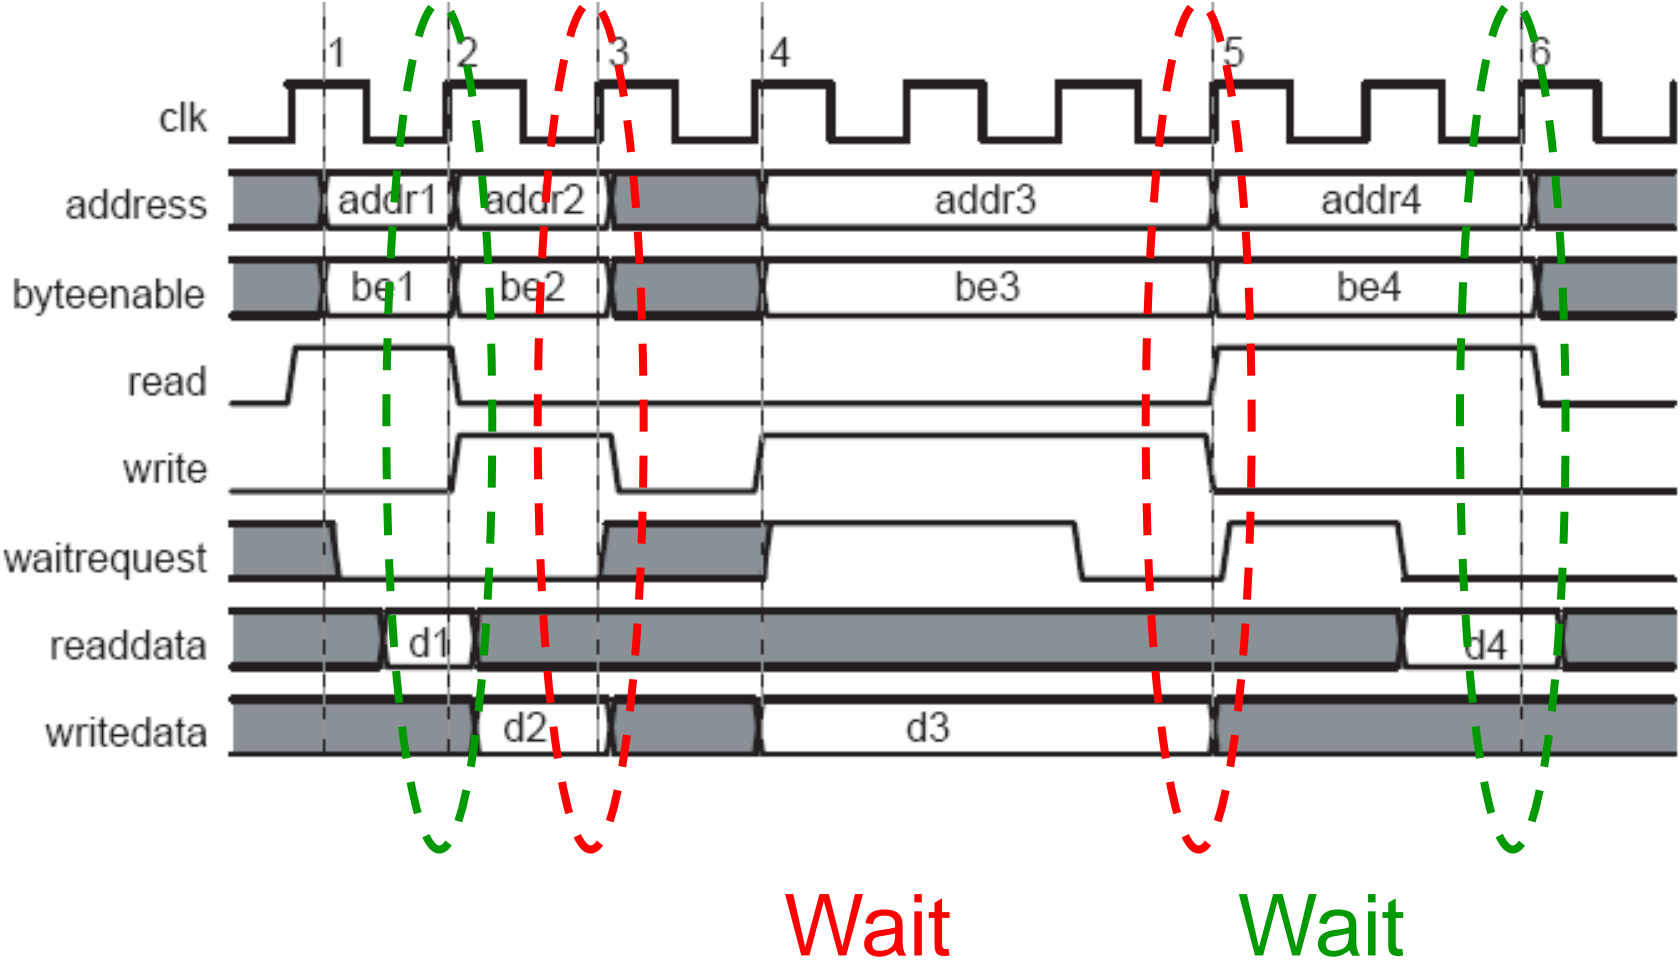 1 2 3 4 5 6
clk
address addr1 addr2 addr3 addr4
byteenable be1 be2 be3 be4
read
write
waitrequest
readdata d1 d4
writedata d2 d3
Wait Wait